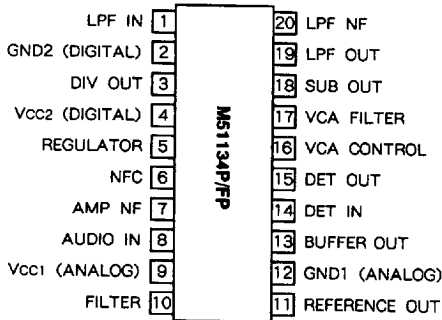 LPF IN 1
GND2 (DIGITAL) 2
DIV OUT 3
Vcc2 (DIGITAL) 4
REGULATOR 5
NFC 6
AMP NF 7
AUDIO IN 8
Vcc1 (ANALOG) 9
FILTER 10
M51134P/FP
20 LPF NF
19 LPF OUT
18 SUB OUT
17 VCA FILTER
16 VCA CONTROL
15 DET OUT
14 DET IN
13 BUFFER OUT
12 GND1 (ANALOG)
11 REFERENCE OUT